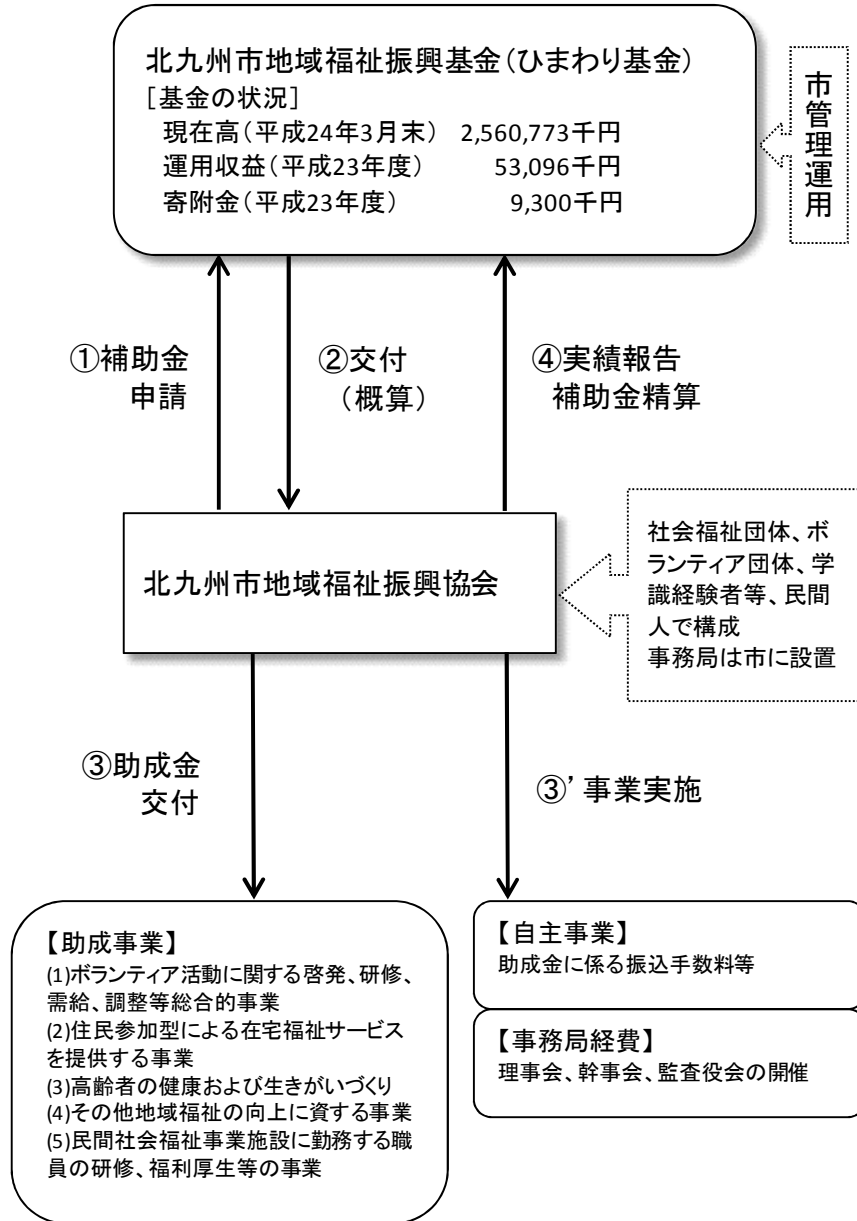 北九州市地域福祉振興基金(ひまわり基金)
[基金の状況]
現在高(平成24年3月末) 2,560,773千円
運用収益(平成23年度) 53,096千円
寄附金(平成23年度) 9,300千円
市管理運用
①補助金
申請
②交付
(概算)
④実績報告
補助金精算
北九州市地域福祉振興協会
社会福祉団体、ボ
ランティア団体、学
識経験者等、民間
人で構成
事務局は市に設置
③助成金
交付
③’事業実施
【助成事業】
(1)ボランティア活動に関する啓発、研修、
需給、調整等総合的事業
(2)住民参加型による在宅福祉サービス
を提供する事業
(3)高齢者の健康および生きがいづくり
(4)その他地域福祉の向上に資する事業
(5)民間社会福祉事業施設に勤務する職
員の研修、福利厚生等の事業
【自主事業】
助成金に係る振込手数料等
【事務局経費】
理事会、幹事会、監査役会の開催